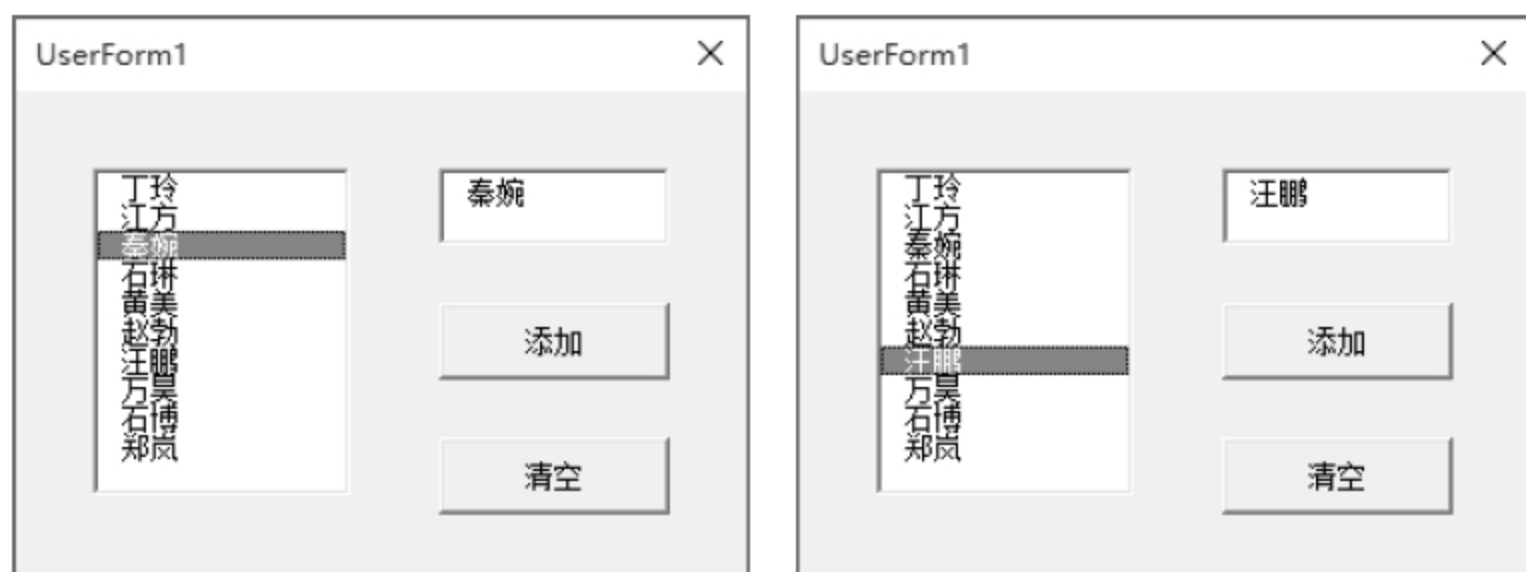 UserForm1
丁玲
江方
秦婉
石琳
黄美
赵勃
汪鹏
万昊
石博
郑岚
秦婉
添加
清空
UserForm1
丁玲
江方
秦婉
石琳
黄美
赵勃
汪鹏
万昊
石博
郑岚
汪鹏
添加
清空